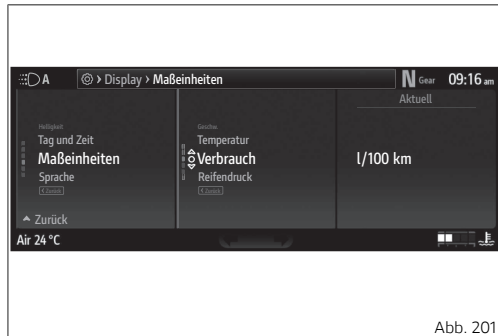 A
> Display > Maßeinheiten
N Gear
09:16 am
Helligkeit
Tag und Zeit
Maßeinheiten
Sprache
Zurück
Zurück
Geschw.
Temperatur
Verbrauch
Reifendruck
Zurück
Aktuell
l/100 km
Air 24 °C
Abb. 201